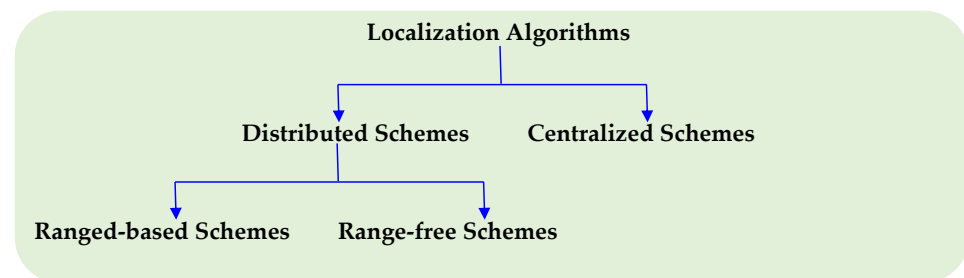 Localization Algorithms
Distributed Schemes Centralized Schemes
Ranged-based Schemes Range-free Schemes